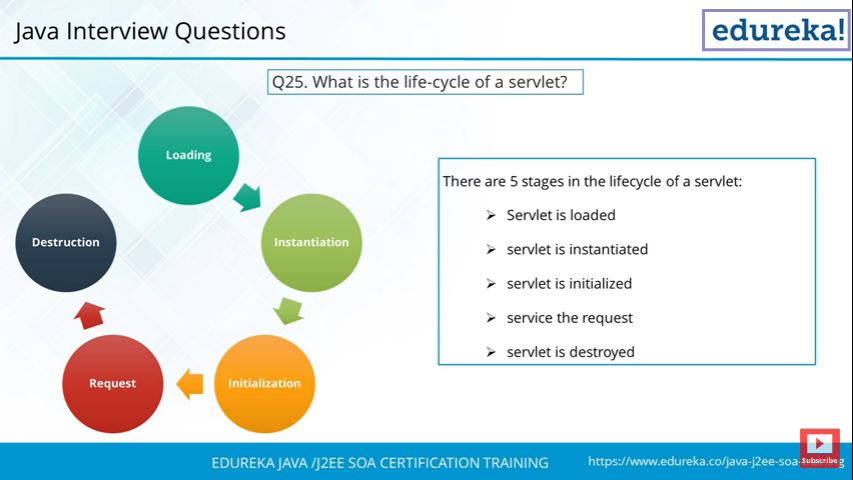 Java Interview Questions
edureka!
Q25. What is the life-cycle of a servlet?
Loading
Instantiation
Initialization
Request
Destruction
There are 5 stages in the lifecycle of a servlet:
Servlet is loaded
servlet is instantiated
servlet is initialized
service the request
servlet is destroyed
EDUREKA JAVA /J2EE SOA CERTIFICATION TRAINING
https://www.edureka.co/java-j2ee-soa-
Subscribe